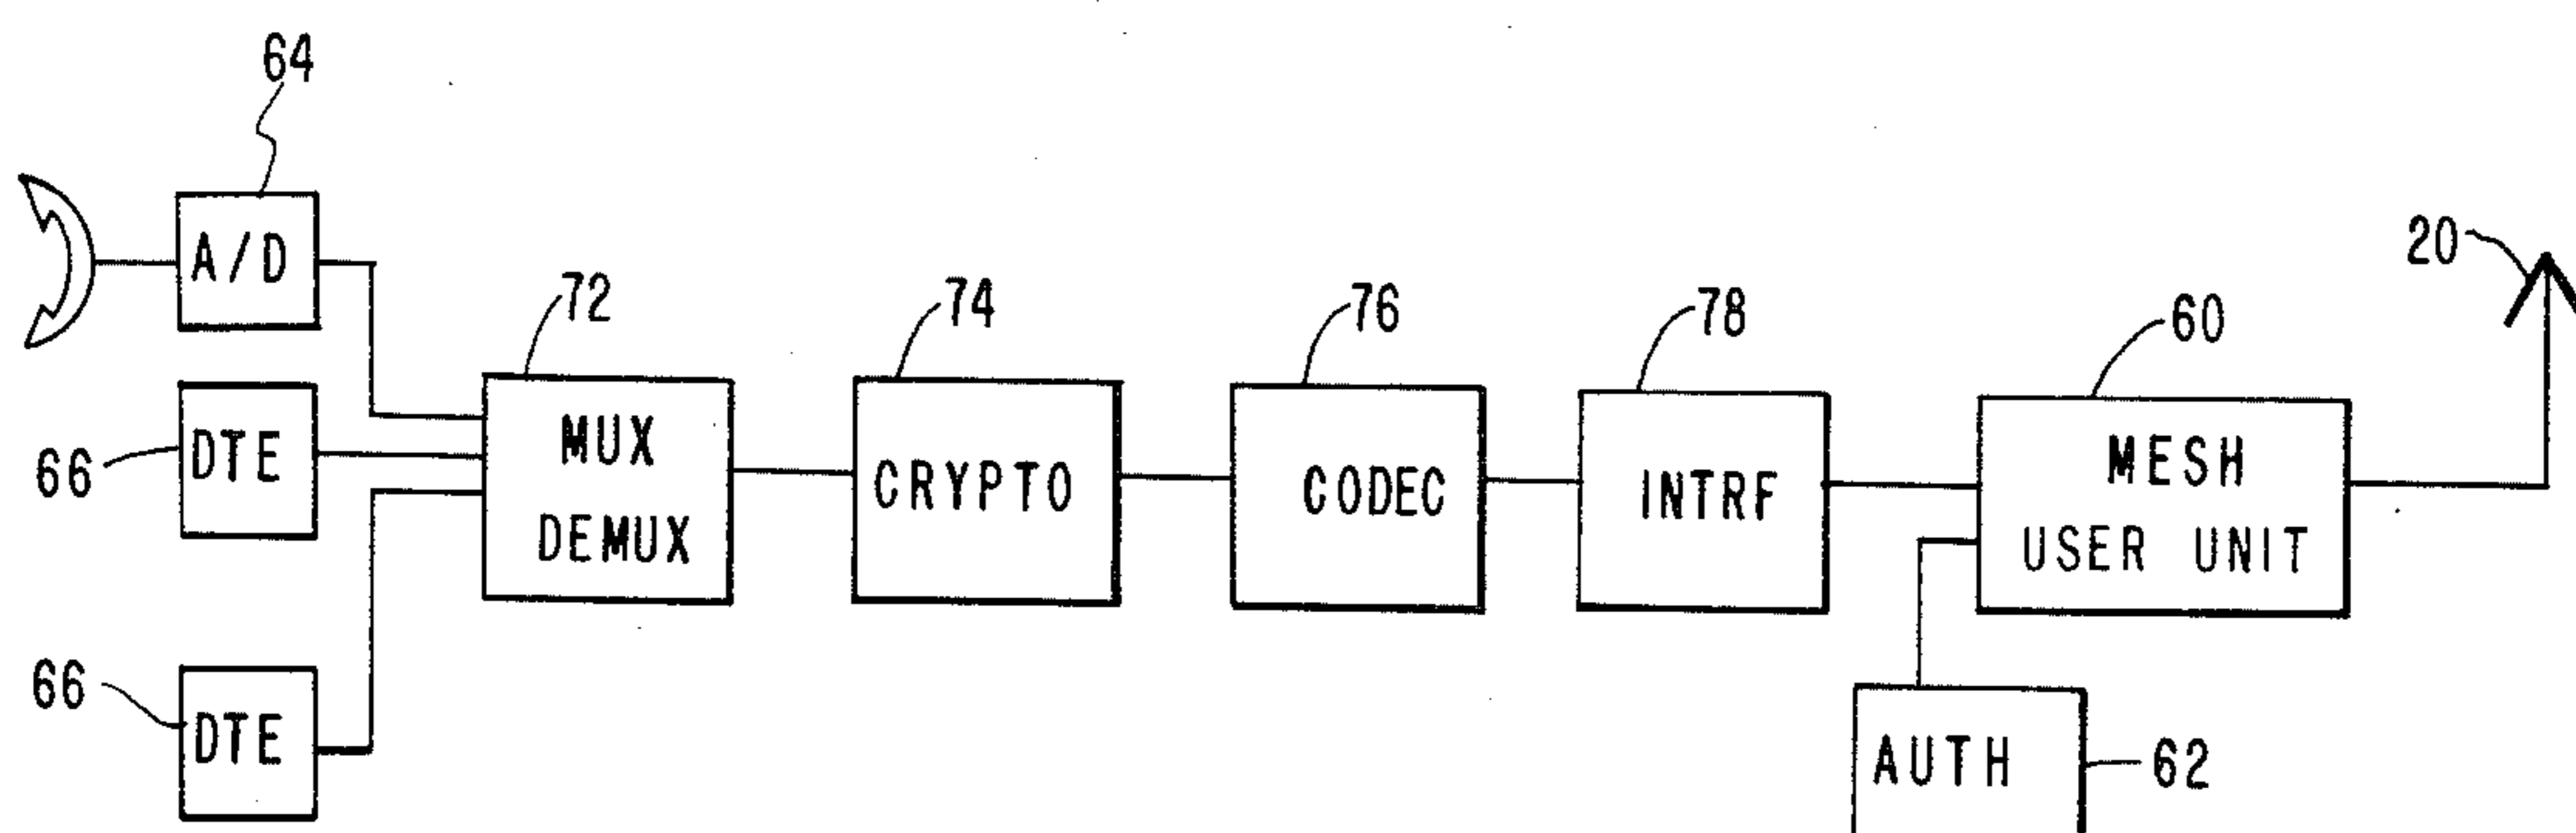 64
A/D
20
72
74
76
78
60
DTE
66
MUX
DEMUX
CRYPTO
CODEC
INTRF
MESH
USER UNIT
66
DTE
AUTH
62